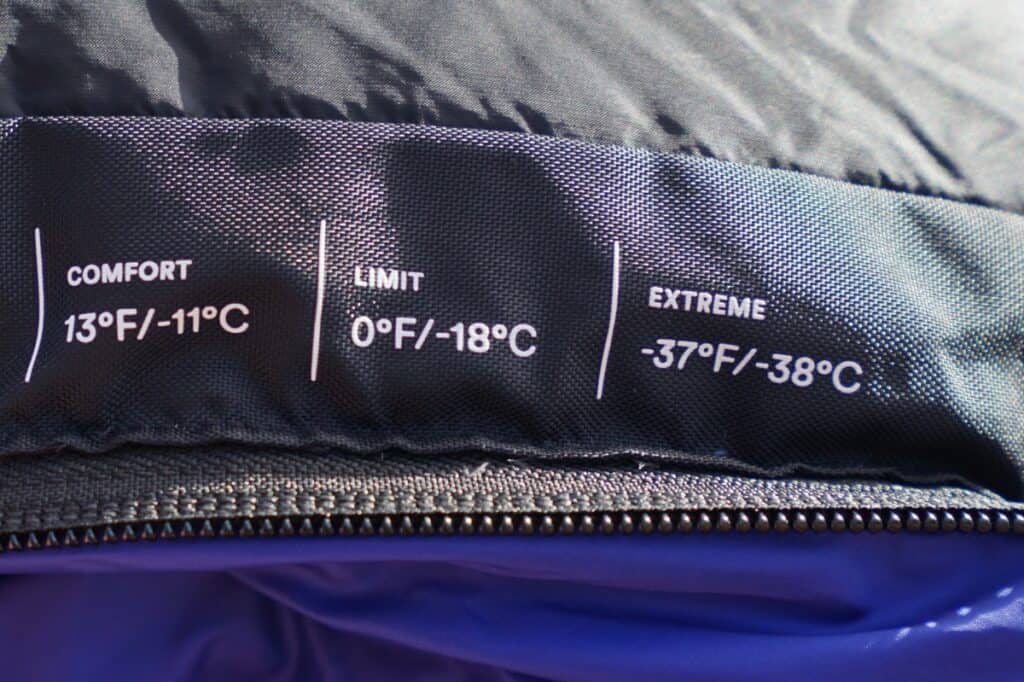 COMFORT
13°F/-11°C
LIMIT
0°F/-18°C
EXTREME
-37°F/-38°C